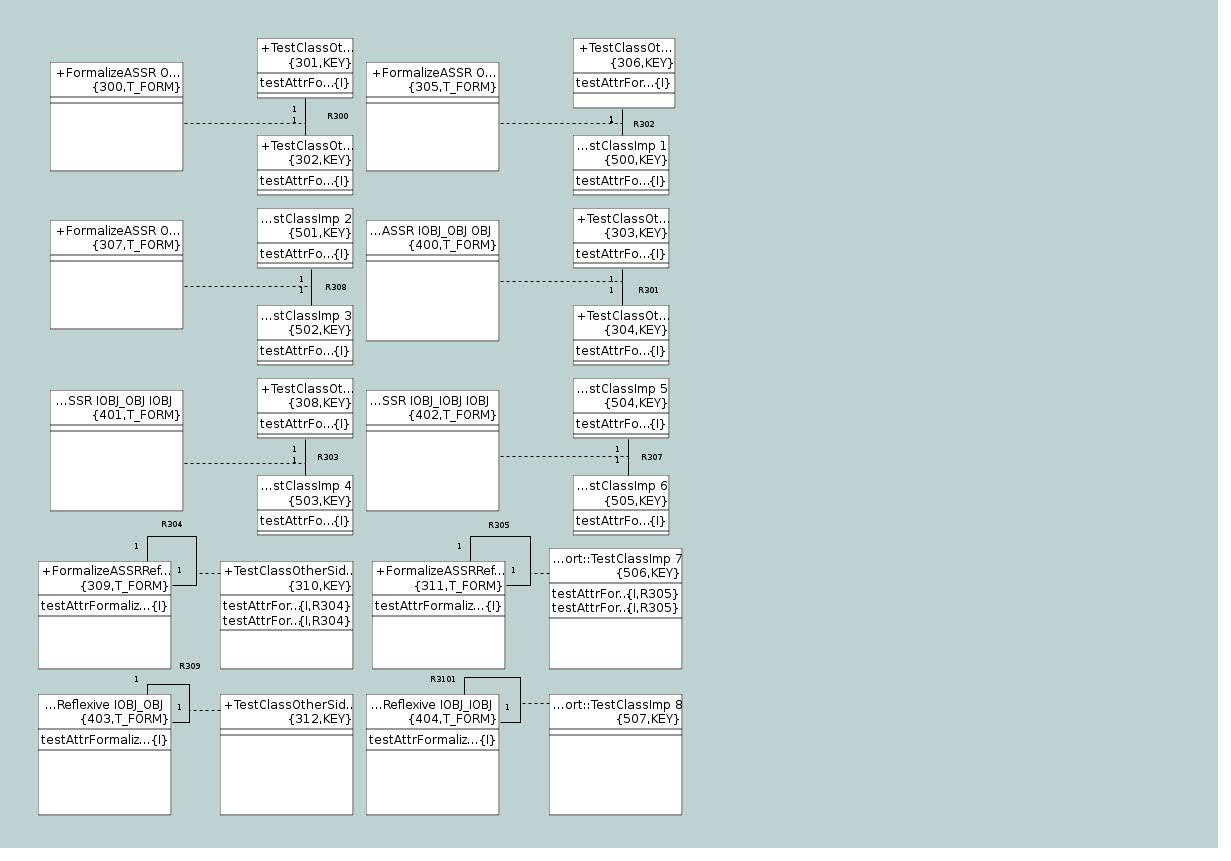 +FormalizeASSR O...
{300,T_FORM}
+TestClassOt...
{301,KEY}
testAttrFo...{I}
1
1
R300
+TestClassOt...
{302,KEY}
testAttrFo...{I}
+FormalizeASSR O...
{305,T_FORM}
+TestClassOt...
{306,KEY}
testAttrFo...{I}
1
R302
...stClassImp 1
{500,KEY}
testAttrFo...{I}
+FormalizeASSR O...
{307,T_FORM}
...stClassImp 2
{501,KEY}
testAttrFo...{I}
1
1
R308
...stClassImp 3
{502,KEY}
testAttrFo...{I}
...ASSR IOBJ_OBJ OBJ
{400,T_FORM}
+TestClassOt...
{303,KEY}
testAttrFo...{I}
1
1
R301
+TestClassOt...
{304,KEY}
testAttrFo...{I}
...SSR IOBJ_OBJ IOBJ
{401,T_FORM}
+TestClassOt...
{308,KEY}
testAttrFo...{I}
1
1
R303
...stClassImp 4
{503,KEY}
testAttrFo...{I}
...SSR IOBJ_IOBJ IOBJ
{402,T_FORM}
...stClassImp 5
{504,KEY}
testAttrFo...{I}
1
1
R307
...stClassImp 6
{505,KEY}
testAttrFo...{I}
R304
1
1
+FormalizeASSRRef...
{309,T_FORM}
testAttrFormaliz...{I}
+TestClassOtherSid...
{310,KEY}
testAttrFor...{I,R304}
testAttrFor...{I,R304}
R305
1
1
+FormalizeASSRRef...
{311,T_FORM}
testAttrFormaliz...{I}
...ort::TestClassImp 7
{506,KEY}
testAttrFor...{I,R305}
testAttrFor...{I,R305}
R309
1
1
...Reflexive IOBJ_OBJ
{403,T_FORM}
testAttrFormaliz...{I}
+TestClassOtherSid...
{312,KEY}
R3101
1
...Reflexive IOBJ_IOBJ
{404,T_FORM}
testAttrFormaliz...{I}
...ort::TestClassImp 8
{507,KEY}